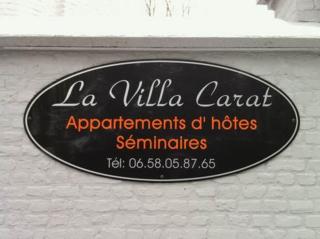 La Villa Carat
Appartements d' hôtes
Séminaires
Tél: 06.58.05.87.65